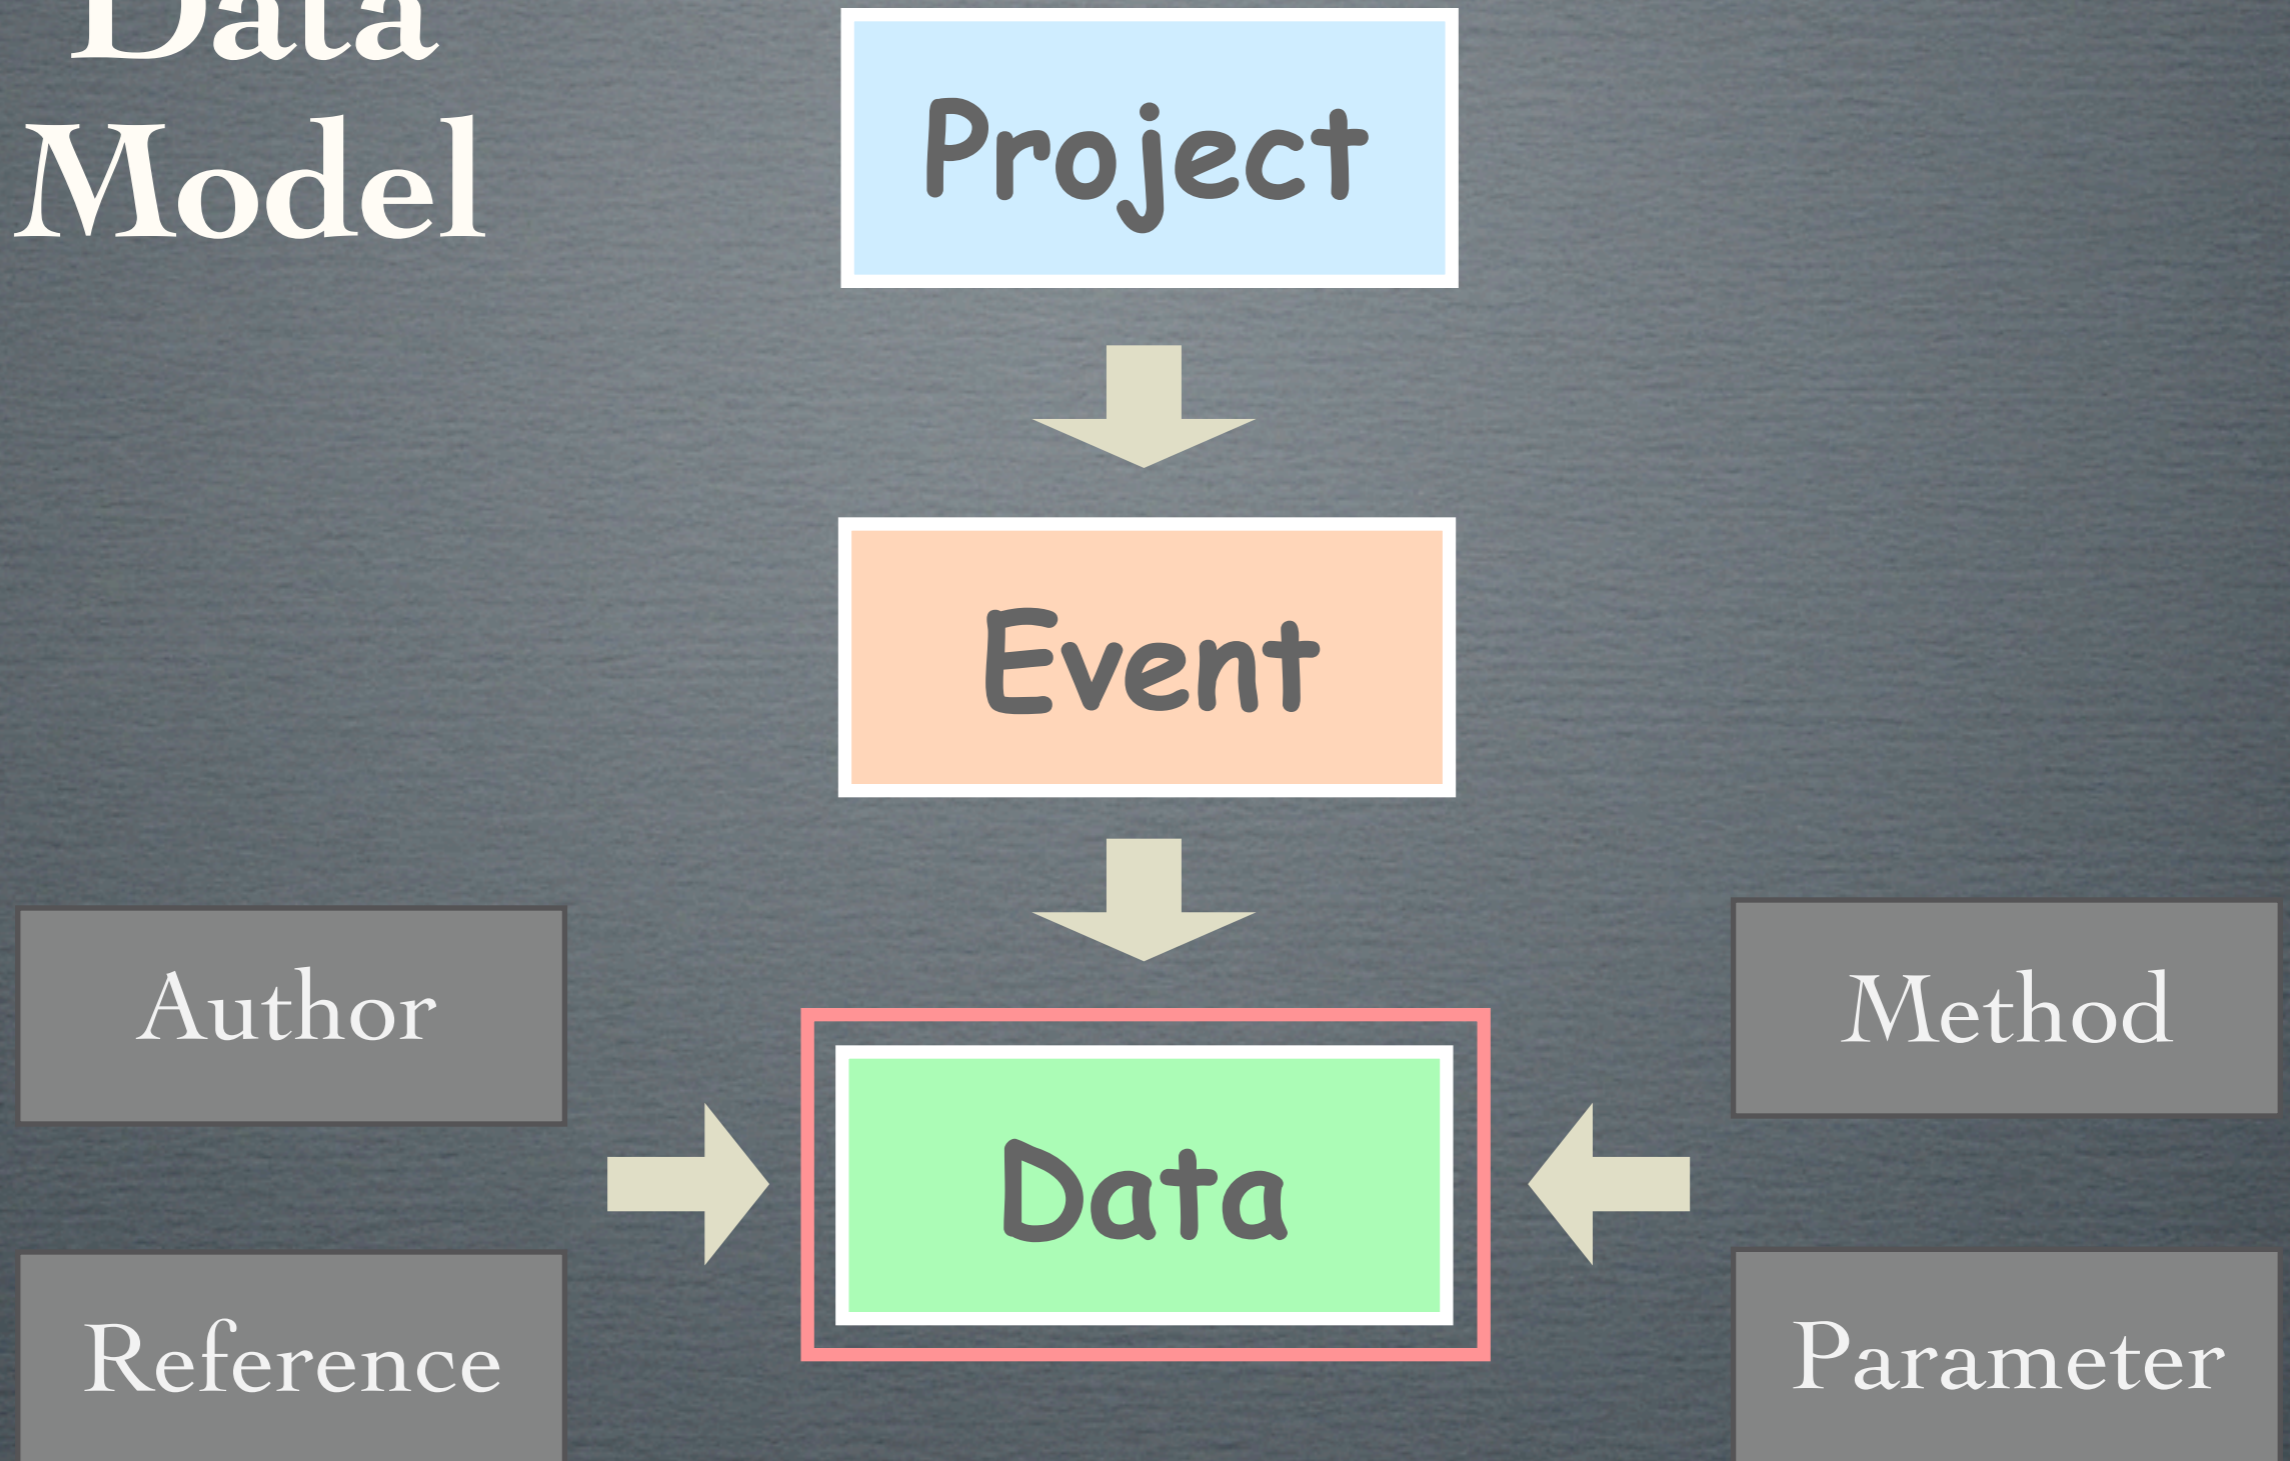 Data
Model
Project
Event
Author
Method
Data
Reference
Parameter